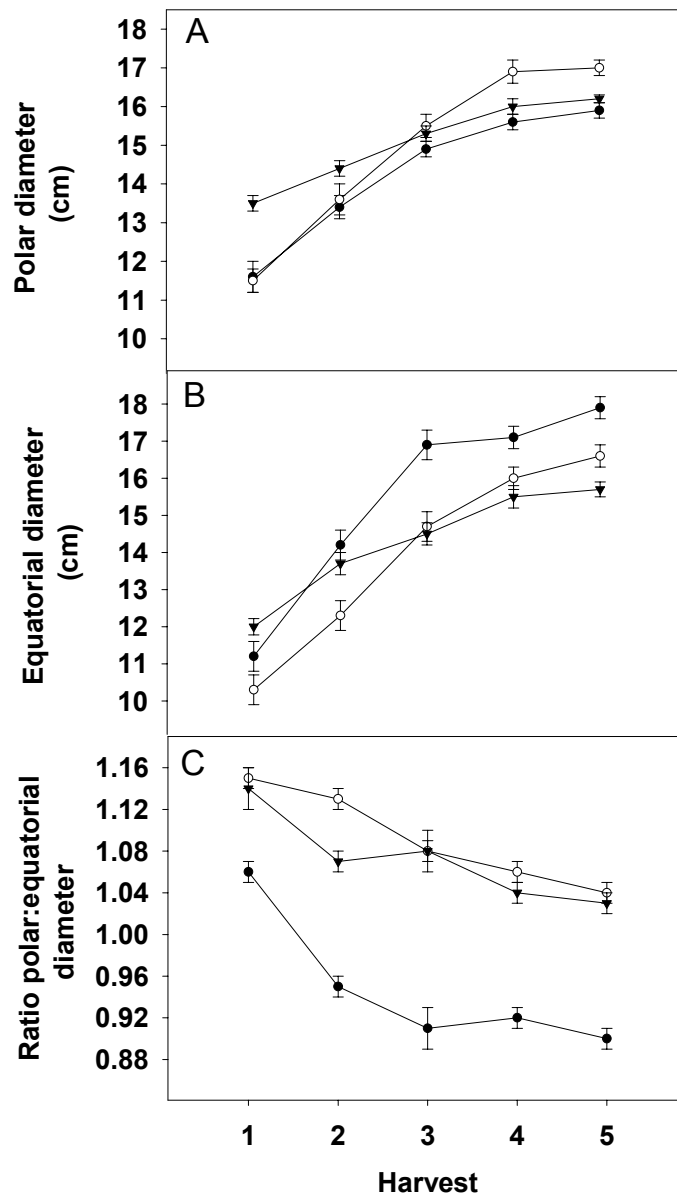 A
18
17
16
15
14
13
12
11
10
Polar diameter
(cm)
B
18
17
16
15
14
13
12
11
10
Equatorial diameter
(cm)
C
1.16
1.12
1.08
1.04
1.00
0.96
0.92
0.88
Ratio polar:equatorial
diameter
1 2 3 4 5
Harvest